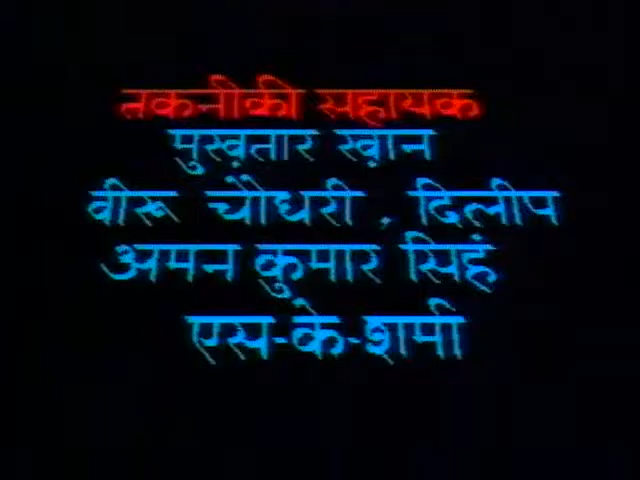 तकनीकी सहायक
मुख़्तार ख़ान
वीरू चौधरी , दिलीप
अमन कुमार सिंह
एस-के-शर्मा